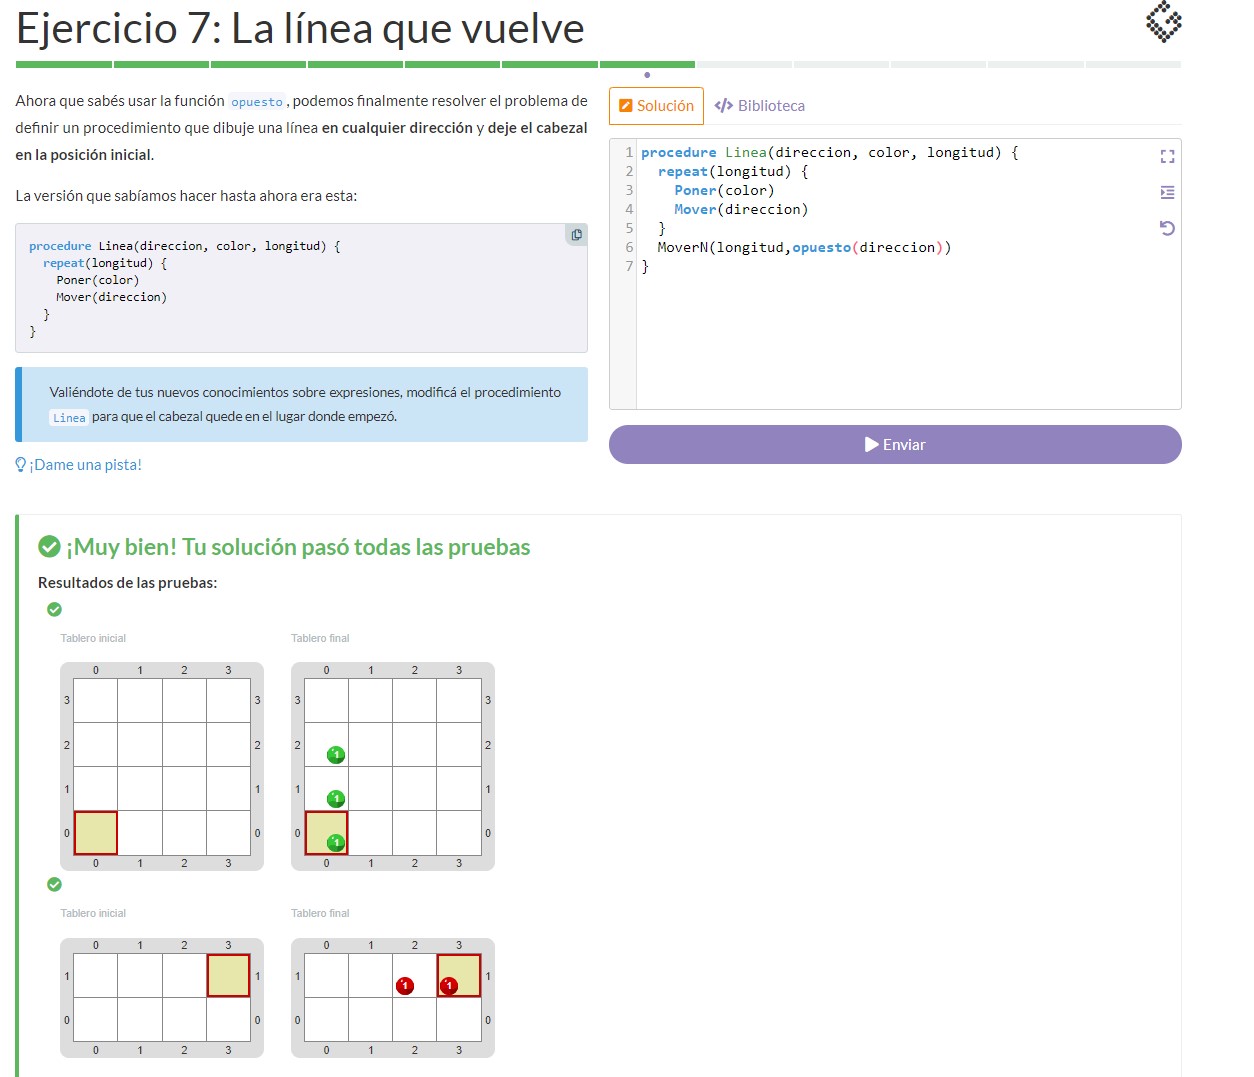 Ejercicio 7: La línea que vuelve
Ahora que sabés usar la función opuesto, podemos finalmente resolver el problema de
definir un procedimiento que dibuje una línea en cualquier dirección y deje el cabezal
en la posición inicial.
La versión que sabíamos hacer hasta ahora era esta:
procedure Linea(direccion, color, longitud) {
  repeat(longitud) {
    Poner(color)
    Mover(direccion)
  }
}
Valiéndote de tus nuevos conocimientos sobre expresiones, modificá el procedimiento
Linea para que el cabezal quede en el lugar donde empezó.
¡Dame una pista!
Solución
</> Biblioteca
1 procedure Linea(direccion, color, longitud) {
2   repeat(longitud) {
3     Poner(color)
4     Mover(direccion)
5   }
6   MoverN(longitud,opuesto(direccion))
7 }
Enviar
¡Muy bien! Tu solución pasó todas las pruebas
Resultados de las pruebas:
Tablero inicial
0 1 2 3
3 3
2 2
1 1
0 0
0 1 2 3
Tablero final
0 1 2 3
3 3
2 1 2
1 1 1
0 1 0
0 1 2 3
Tablero inicial
0 1 2 3
1 1
0 0
0 1 2 3
Tablero final
0 1 2 3
1 1 1 1
0 0
0 1 2 3